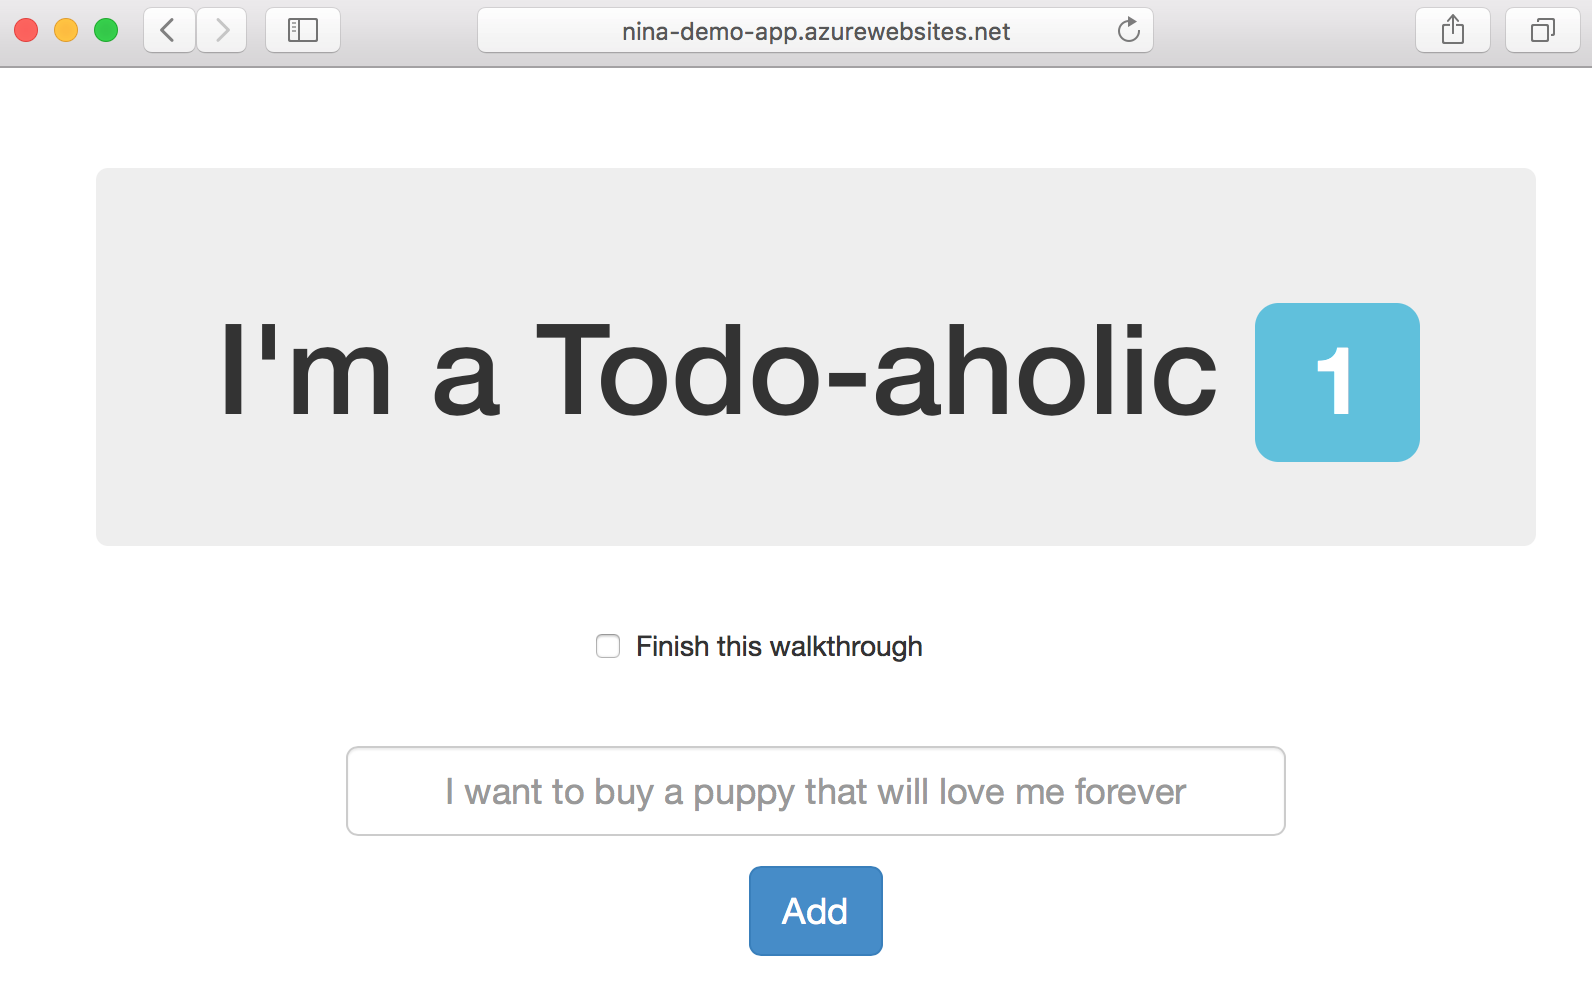 nina-demo-app.azurewebsites.net
I'm a Todo-aholic 1
Finish this walkthrough
I want to buy a puppy that will love me forever
Add